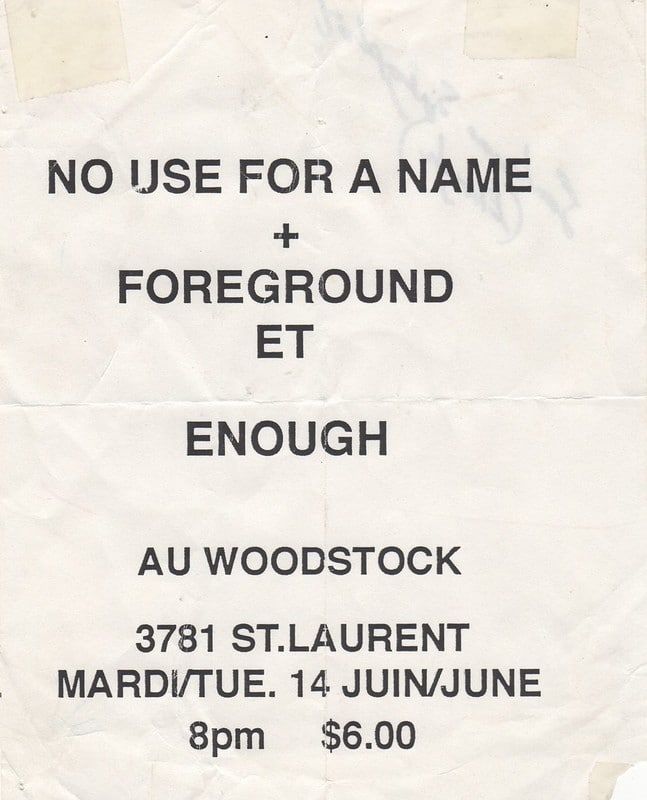 NO USE FOR A NAME
+
FOREGROUND
ET
ENOUGH
AU WOODSTOCK
3781 ST.LAURENT
MARDI/TUE. 14 JUIN/JUNE
8pm $6.00